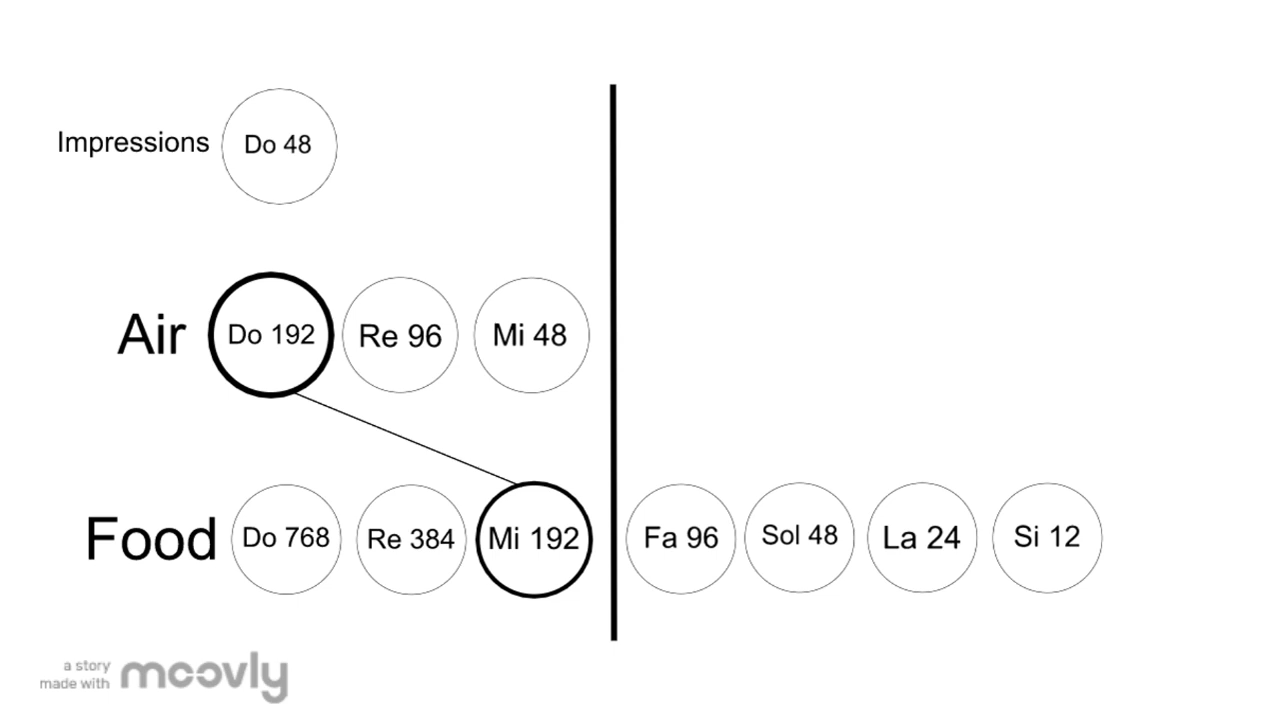 Impressions Do 48
Air Do 192 Re 96 Mi 48
Food Do 768 Re 384 Mi 192 Fa 96 Sol 48 La 24 Si 12
a story
made with moovly